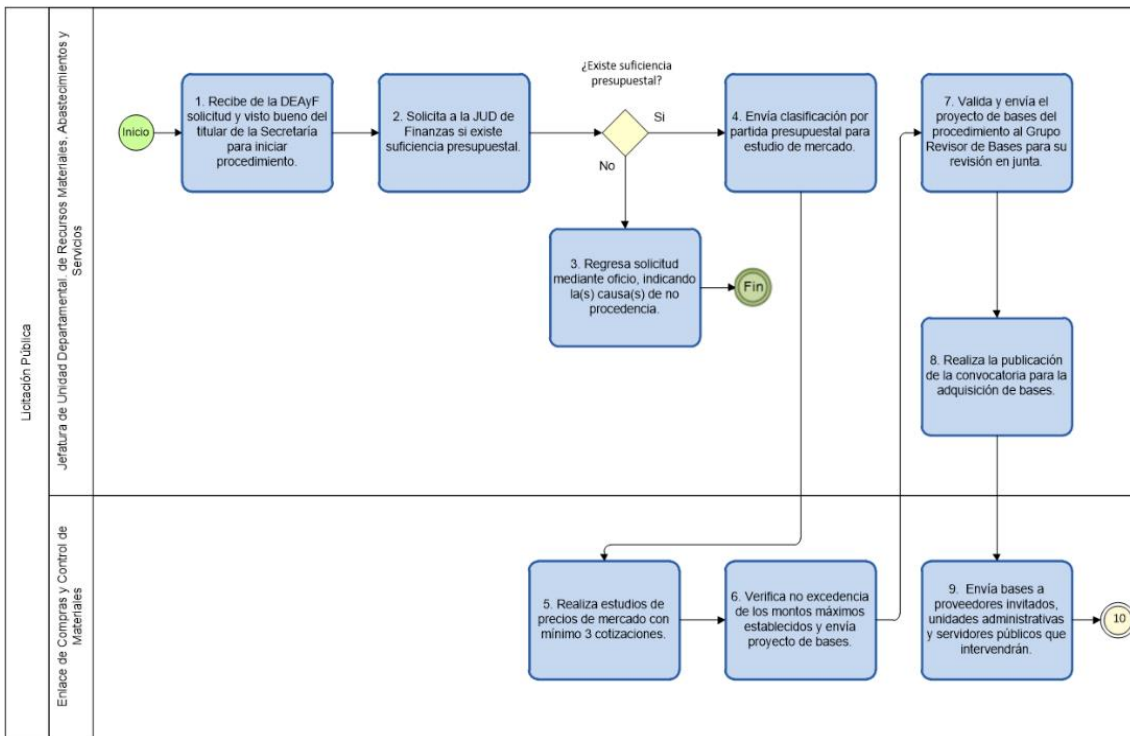 Licitación Pública
Jefatura de Unidad Departamental. de Recursos Materiales, Abastecimientos y
Servicios
Inicio
1. Recibe de la DEAyF
solicitud y visto bueno del
titular de la Secretaría
para iniciar
procedimiento.
2. Solicita a la JUD de
Finanzas si existe
suficiencia presupuestal.
¿Existe suficiencia
presupuestal?
Si
No
3. Regresa solicitud
mediante oficio, indicando
la(s) causa(s) de no
procedencia.
Fin
4. Envía clasificación por
partida presupuestal para
estudio de mercado.
7. Valida y envía el
proyecto de bases del
procedimiento al Grupo
Revisor de Bases para su
revisión en junta.
8. Realiza la publicación
de la convocatoria para la
adquisición de bases.
Enlace de Compras y Control de
Materiales
5. Realiza estudios de
precios de mercado con
mínimo 3 cotizaciones.
6. Verifica no excedencia
de los montos máximos
establecidos y envía
proyecto de bases.
9. Envía bases a
proveedores invitados,
unidades administrativas
y servidores públicos que
intervendrán.
10